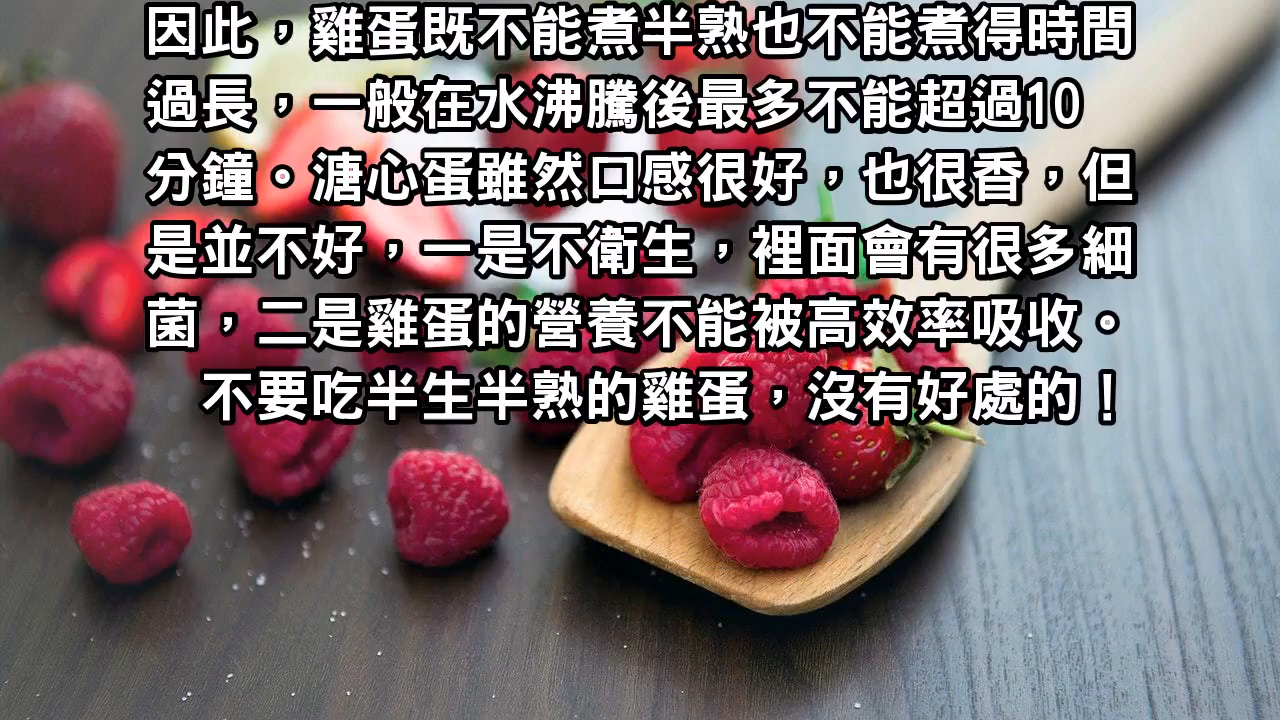 因此，雞蛋既不能煮半熟也不能煮得時間
過長，一般在水沸騰後最多不能超過10
分鐘。溏心蛋雖然口感很好，也很香，但
是並不好，一是不衛生，裡面會有很多細
菌，二是雞蛋的營養不能被高效率吸收。
不要吃半生半熟的雞蛋，沒有好處的！